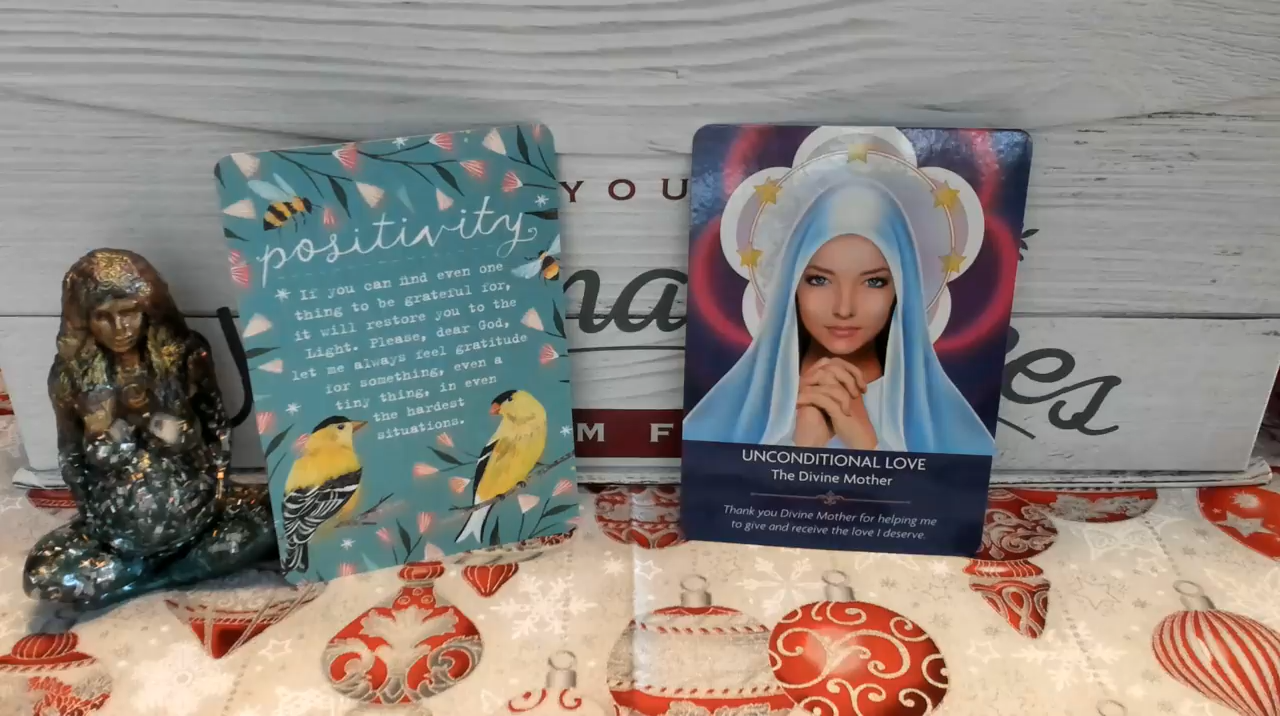 positivity
* If you can find even one
thing to be grateful for,
it will restore you to the
Light. Please, dear God,
let me always feel gratitude
for something, even a
tiny thing, in even
the hardest
situations.
YOU
ma
es
M F
UNCONDITIONAL LOVE
The Divine Mother
Thank you Divine Mother for helping me
to give and receive the love I deserve.